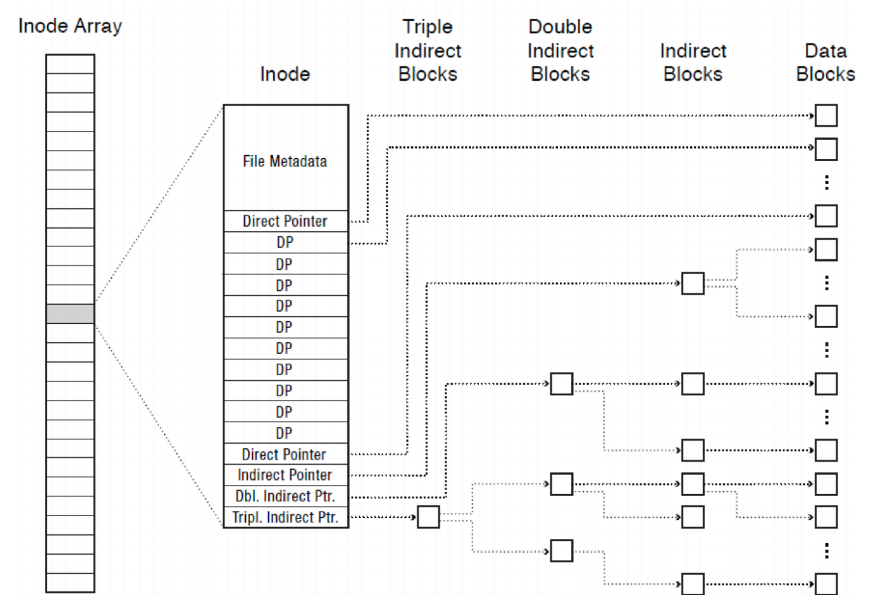 Inode Array
Inode
Triple
Indirect
Blocks
Double
Indirect
Blocks
Indirect
Blocks
Data
Blocks
File Metadata
Direct Pointer
DP
DP
DP
DP
DP
DP
DP
DP
DP
DP
Direct Pointer
Indirect Pointer
Dbl. Indirect Ptr.
Tripl. Indirect Ptr.